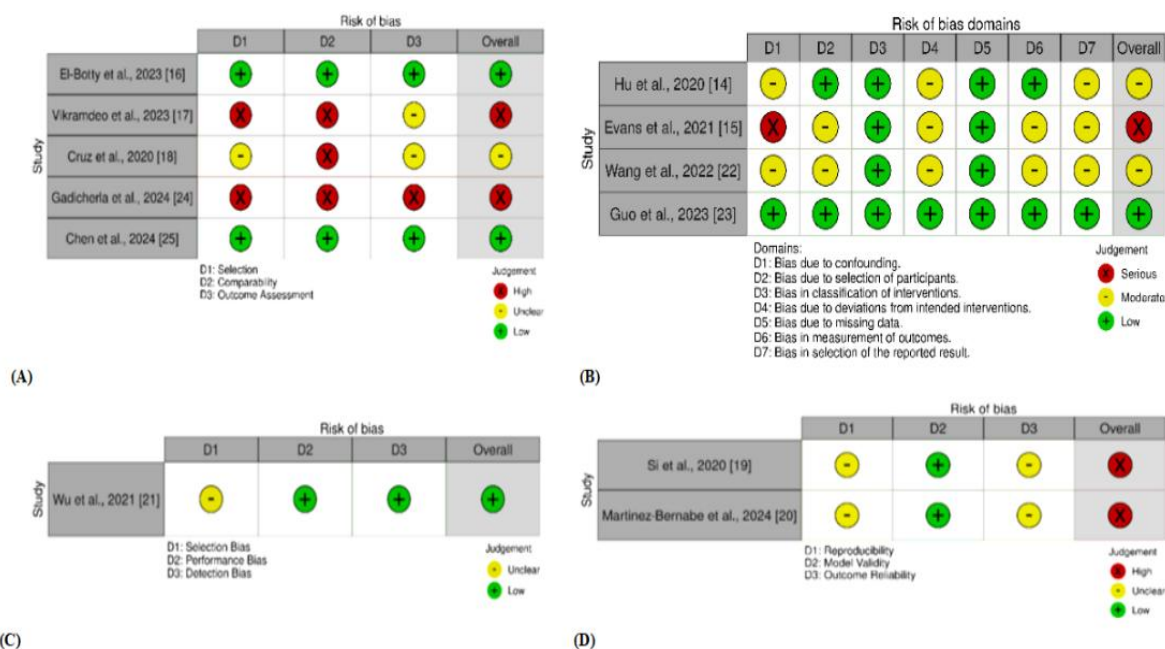 Risk of bias
D1 D2 D3 Overall
Study
El-Botty et al., 2023 [16] + + + +
Vikramdeo et al., 2023 [17] X X - X
Cruz et al., 2020 [18] - X - -
Gadicherla et al., 2024 [24] X X X X
Chen et al., 2024 [25] + + + +
D1: Selection
D2: Comparability
D3: Outcome Assessment
Judgement
X High
- Unclear
+ Low
(A)
Risk of bias domains
D1 D2 D3 D4 D5 D6 D7 Overall
Study
Hu et al., 2020 [14] - + + - + + - -
Evans et al., 2021 [15] X - + - + - - X
Wang et al., 2022 [22] - - + - + - - -
Guo et al., 2023 [23] + + + + + + + +
Domains:
D1: Bias due to confounding.
D2: Bias due to selection of participants.
D3: Bias in classification of interventions.
D4: Bias due to deviations from intended interventions.
D5: Bias due to missing data.
D6: Bias in measurement of outcomes.
D7: Bias in selection of the reported result.
Judgement
X Serious
- Moderate
+ Low
(B)
Risk of bias
D1 D2 D3 Overall
Study
Wu et al., 2021 [21] - + + +
D1: Selection Bias
D2: Performance Bias
D3: Detection Bias
Judgement
- Unclear
+ Low
(C)
Risk of bias
D1 D2 D3 Overall
Study
Si et al., 2020 [19] - + - X
Martinez-Bernabe et al., 2024 [20] - + - X
D1: Reproducibility
D2: Model Validity
D3: Outcome Reliability
Judgement
X High
- Unclear
+ Low
(D)